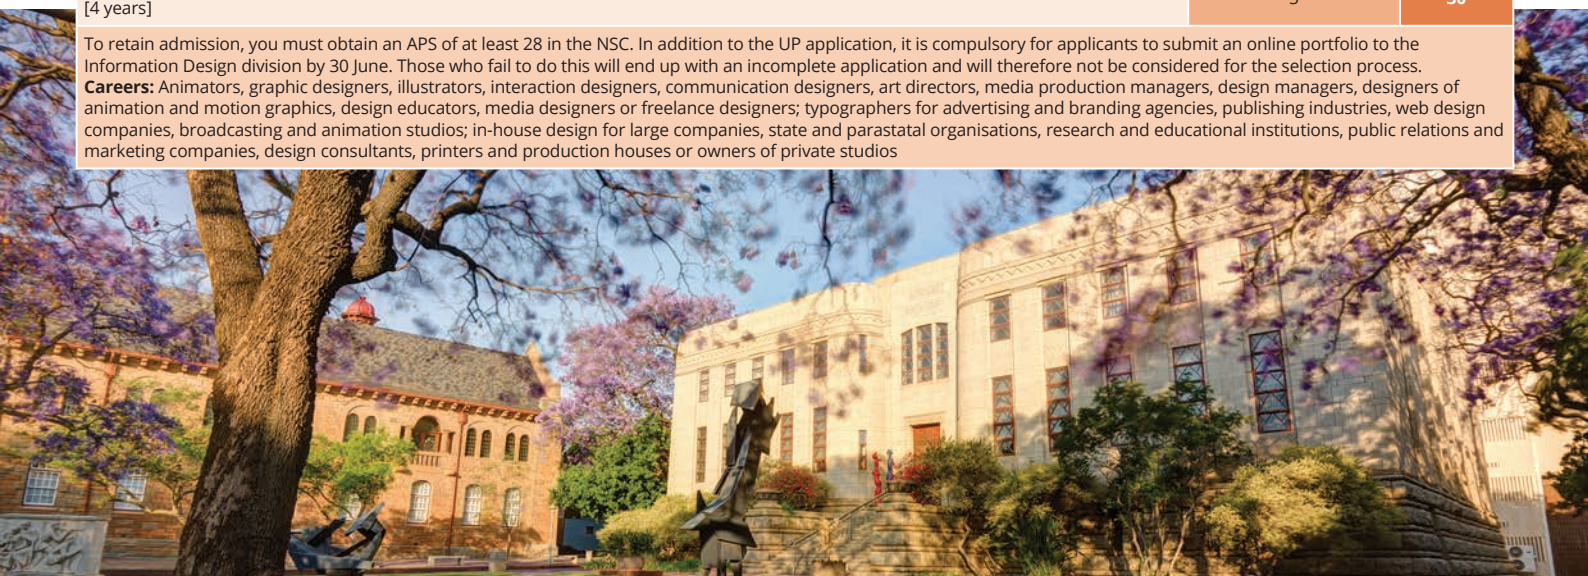 [4 years]
To retain admission, you must obtain an APS of at least 28 in the NSC. In addition to the UP application, it is compulsory for applicants to submit an online portfolio to the
Information Design division by 30 June. Those who fail to do this will end up with an incomplete application and will therefore not be considered for the selection process.
Careers: Animators, graphic designers, illustrators, interaction designers, communication designers, art directors, media production managers, design managers, designers of
animation and motion graphics, design educators, media designers or freelance designers; typographers for advertising and branding agencies, publishing industries, web design
companies, broadcasting and animation studios; in-house design for large companies, state and parastatal organisations, research and educational institutions, public relations and
marketing companies, design consultants, printers and production houses or owners of private studios